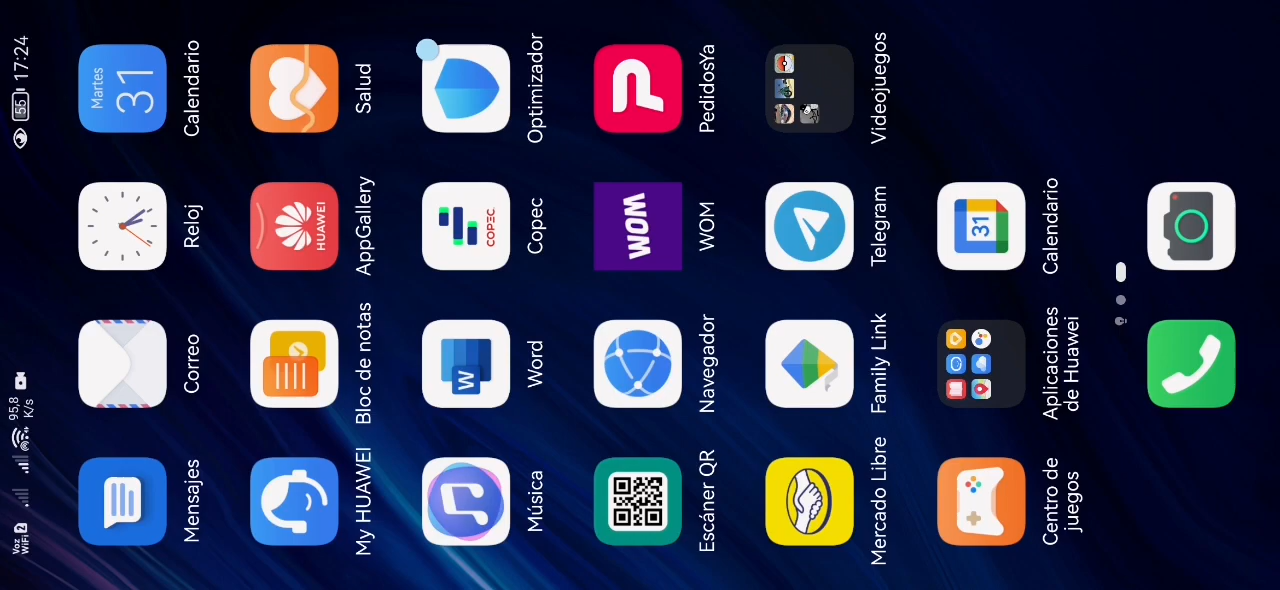 Voz
WiFi 2
95,8
K/s
55
17:24
Mensajes
Correo
Reloj
Martes
31
Calendario
My HUAWEI
Bloc de notas
HUAWEI
AppGallery
Salud
Música
W
Word
COPEC
Copec
Optimizador
Escáner QR
Navegador
WOM
WOM
P
PedidosYa
Mercado Libre
Family Link
Telegram
Videojuegos
Centro de
juegos
Aplicaciones
de Huawei
31
Calendario